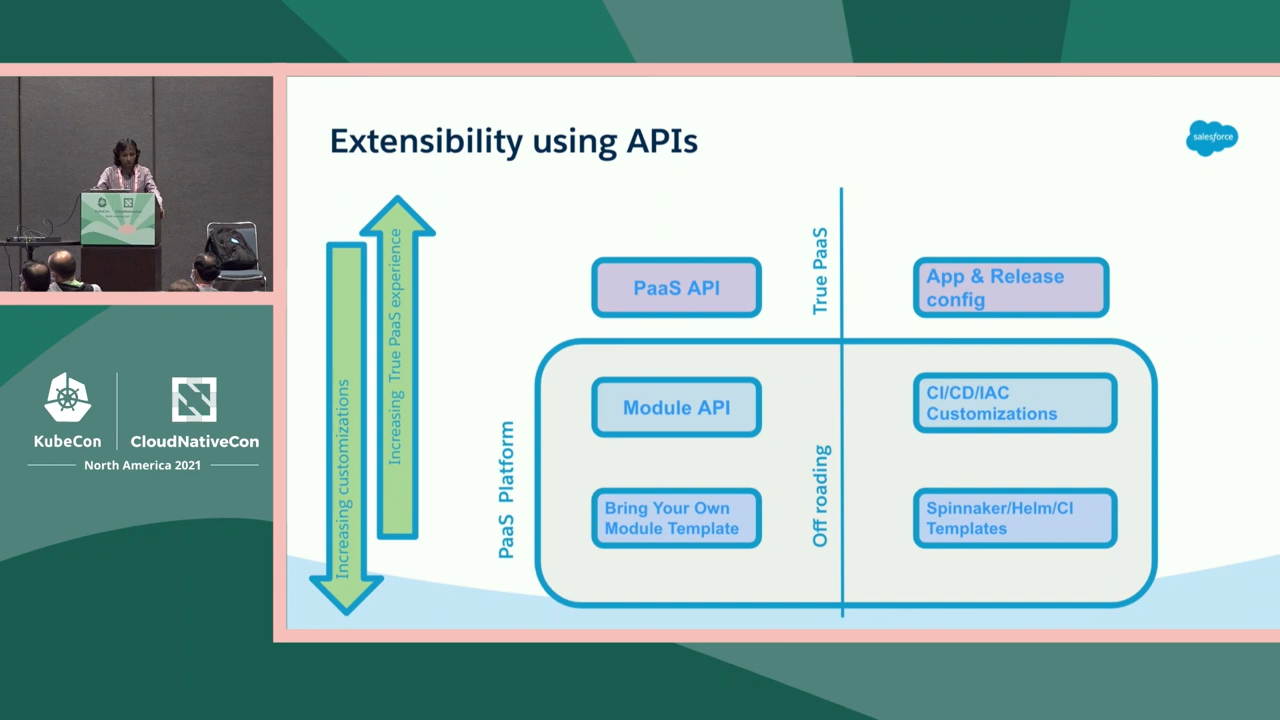 Extensibility using APIs
salesforce
Increasing customizations
Increasing True PaaS experience
PaaS Platform
True PaaS
Off roading
PaaS API
App & Release
config
Module API
CI/CD/IAC
Customizations
Bring Your Own
Module Template
Spinnaker/Helm/CI
Templates
KubeCon
CloudNativeCon
North America 2021